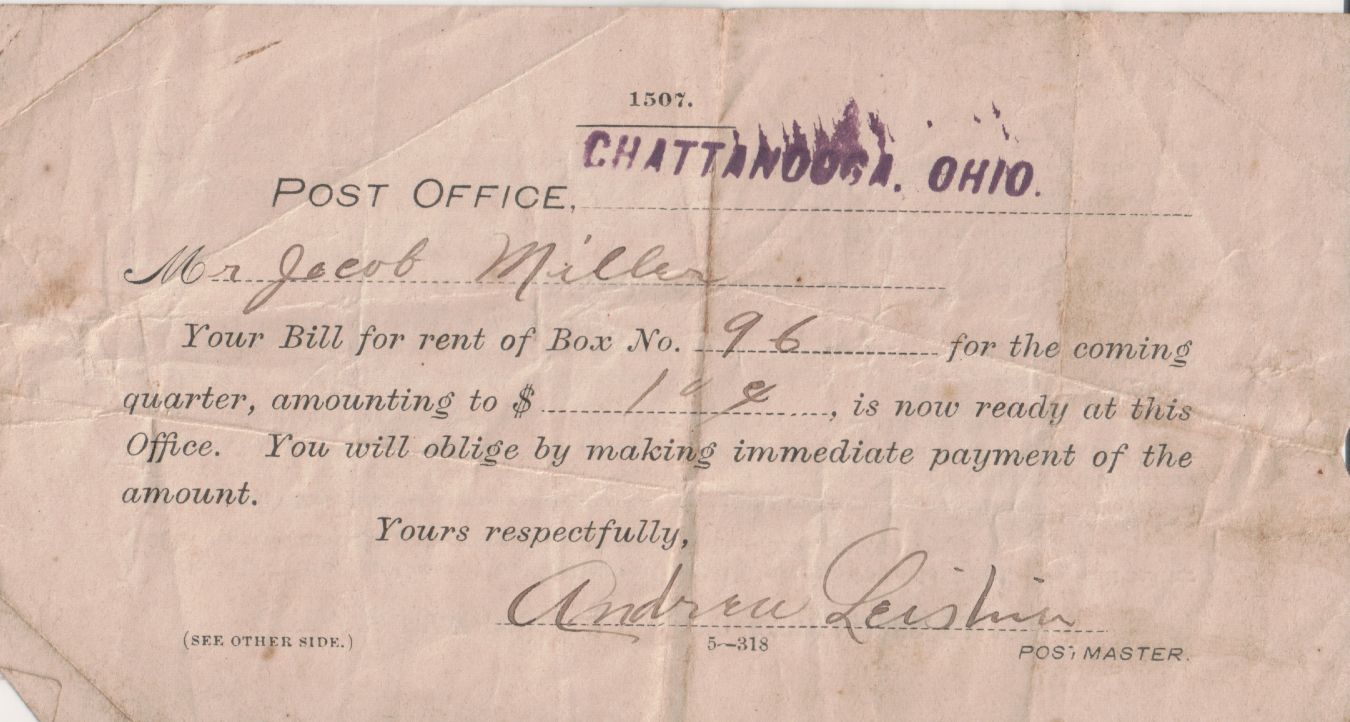 1507.
CHATTANOOGA, OHIO.
POST OFFICE,
Mr Jacob Miller
Your Bill for rent of Box No. 96 for the coming
quarter, amounting to $ , is now ready at this
Office. You will oblige by making immediate payment of the
amount.
Yours respectfully,
Andrew
(SEE OTHER SIDE.) 5—318 POSTMASTER.